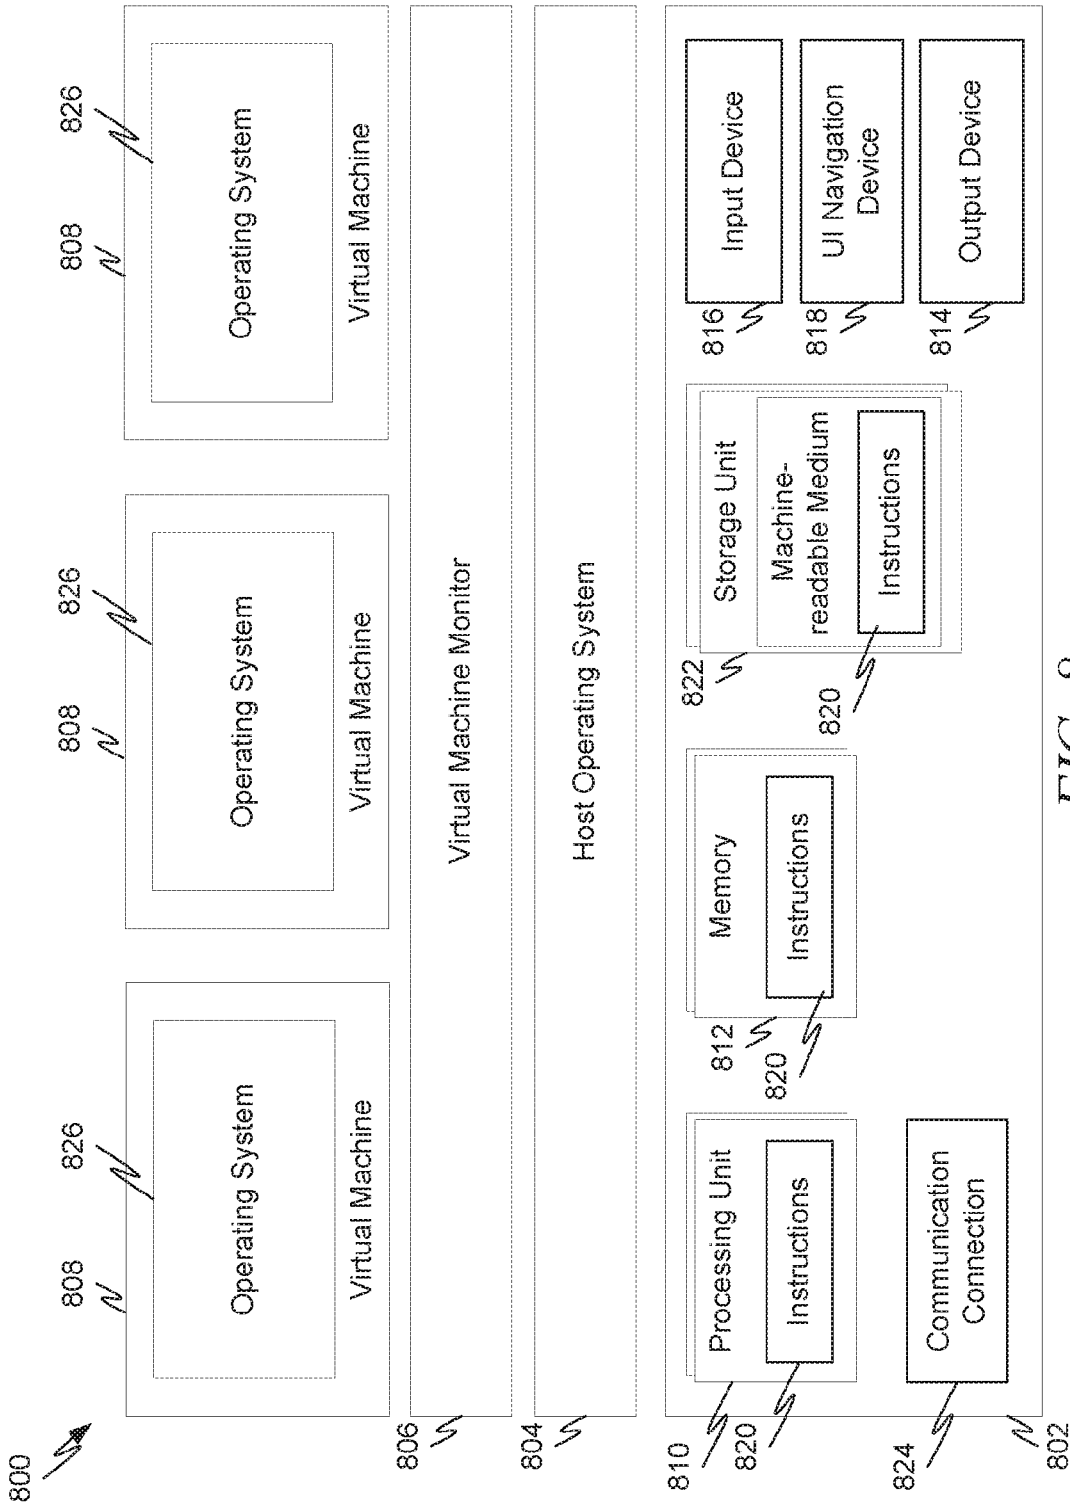 800
808
826
Operating System
Virtual Machine
808
826
Operating System
Virtual Machine
808
826
Operating System
Virtual Machine
806
Virtual Machine Monitor
804
Host Operating System
810
Processing Unit
820
Instructions
812
Memory
820
Instructions
822
Storage Unit
Machine-
readable Medium
820
Instructions
816
Input Device
818
UI Navigation
Device
814
Output Device
824
Communication
Connection
802